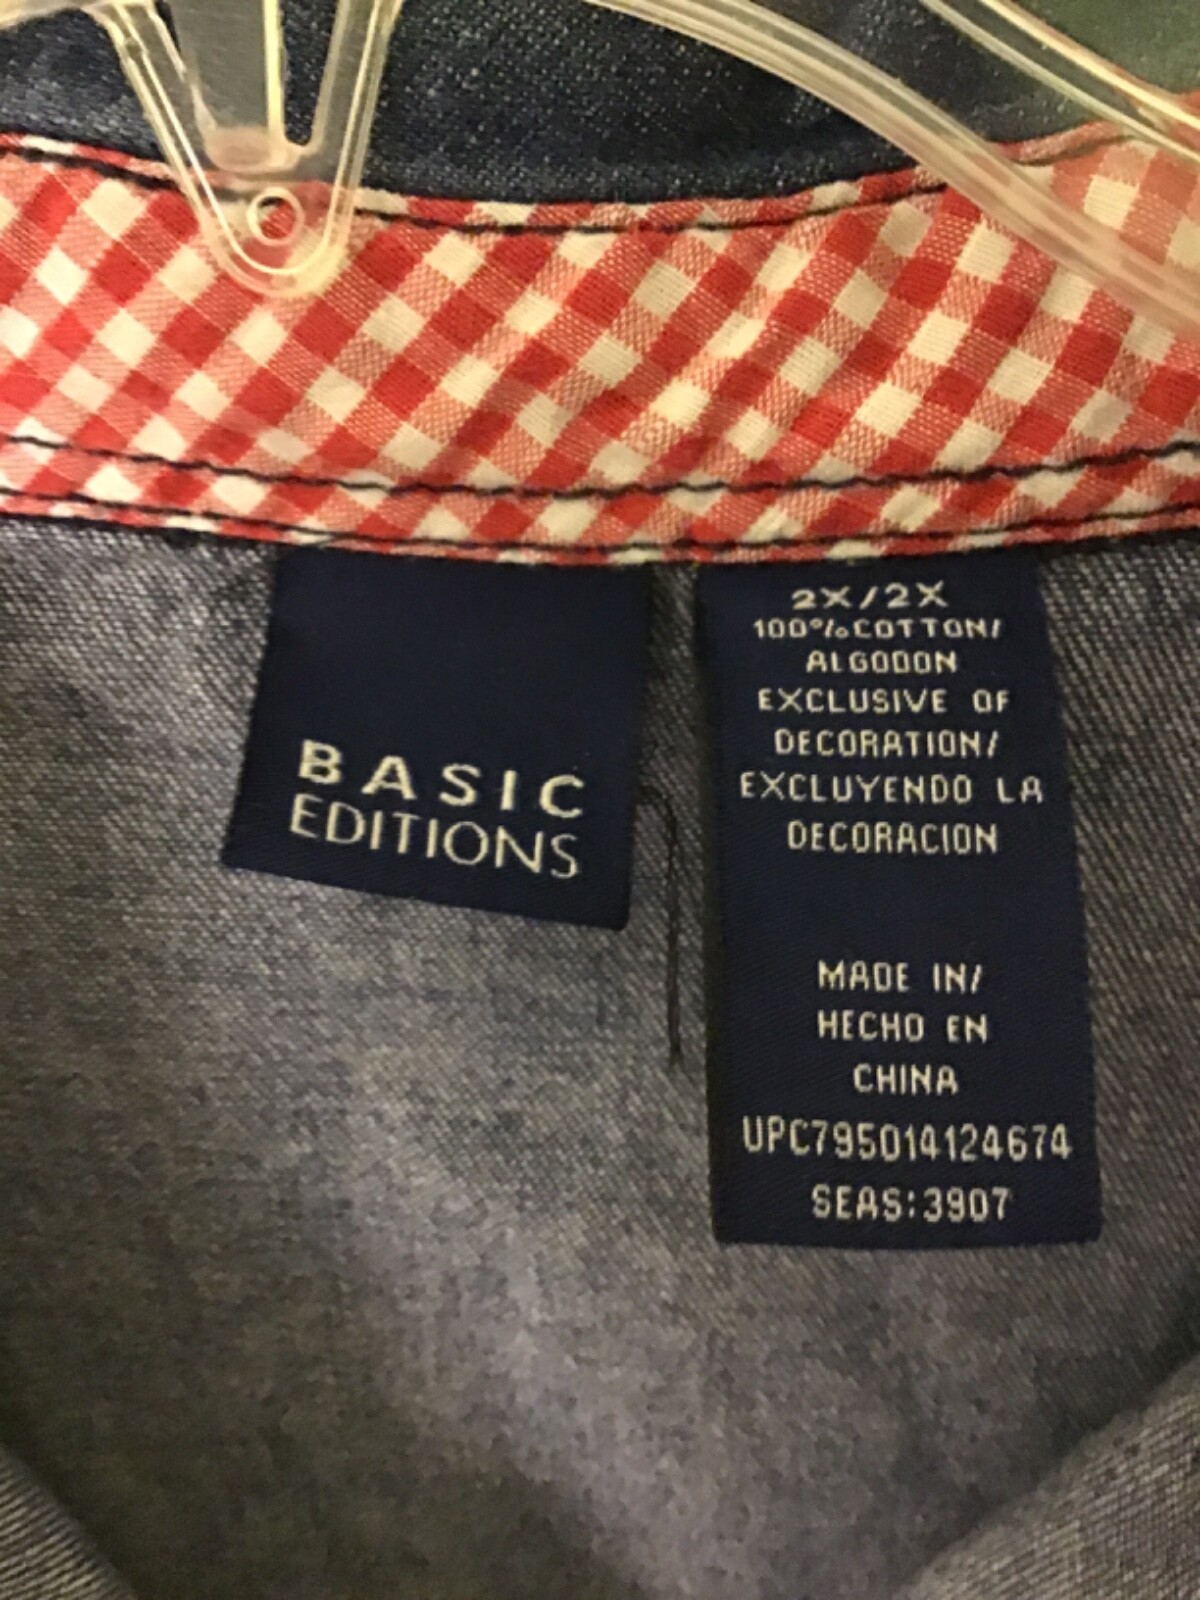 BASIC
EDITIONS
2X/2X
100%COTTON/
ALGODON
EXCLUSIVE OF
DECORATION/
EXCLUYENDO LA
DECORACION
MADE IN/
HECHO EN
CHINA
UPC795014124674
SEAS:3907